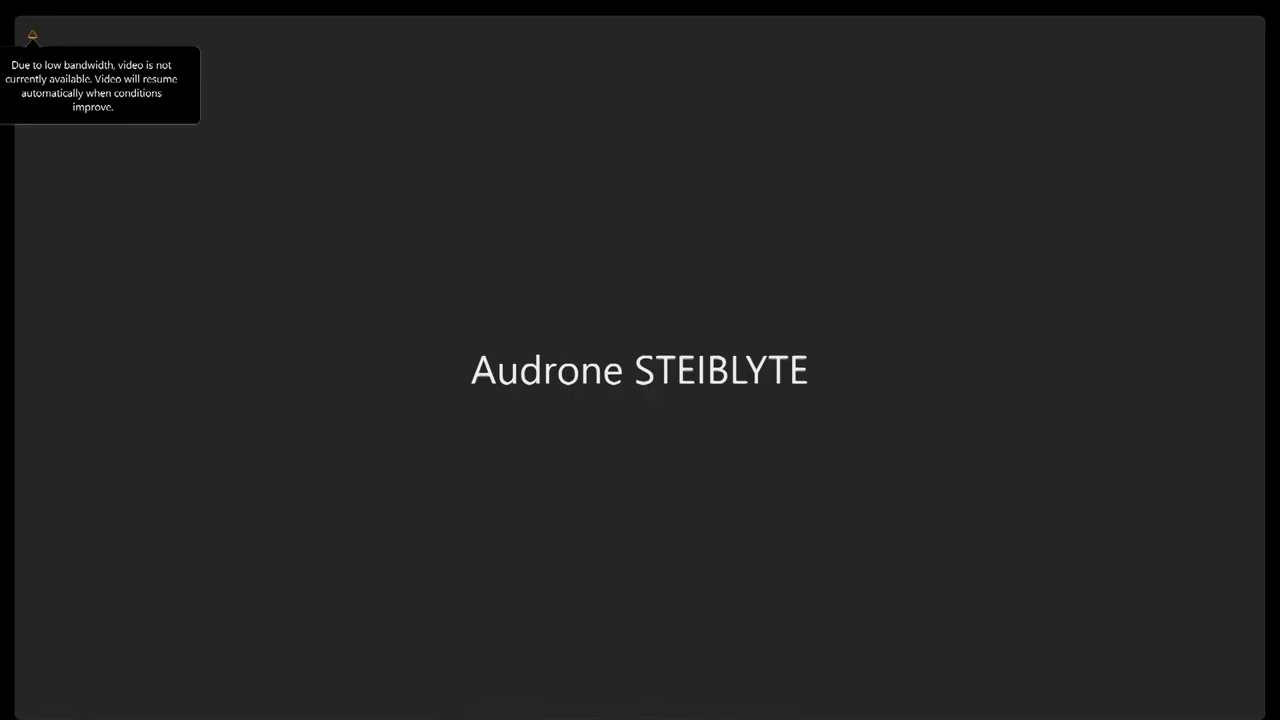 Due to low bandwidth, video is not
currently available. Video will resume
automatically when conditions
improve.
Audrone STEIBLYTE